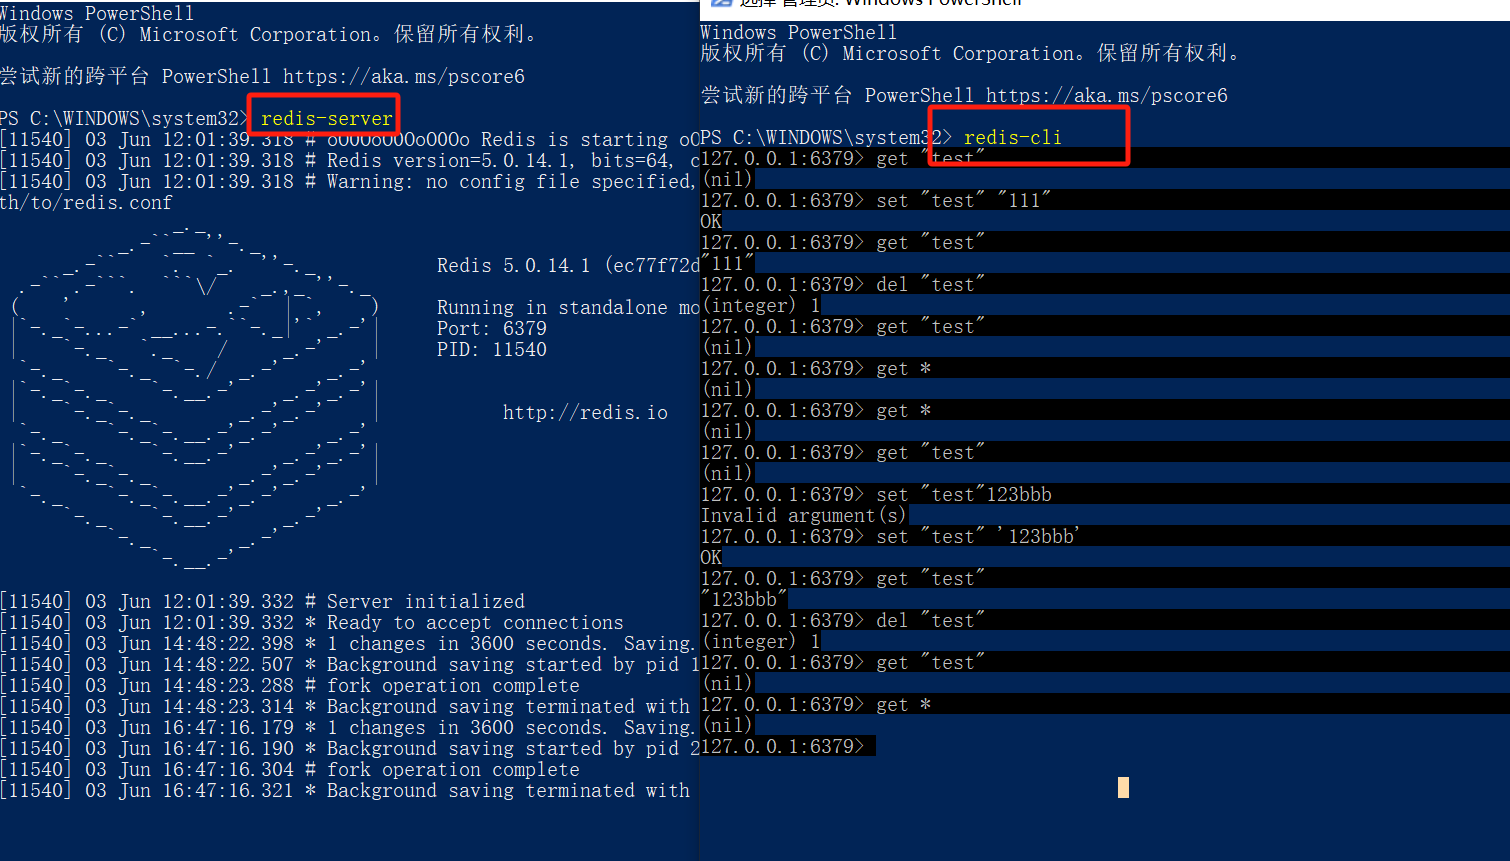 Windows PowerShell
版权所有 (C) Microsoft Corporation。保留所有权利。
尝试新的跨平台 PowerShell https://aka.ms/pscore6
PS C:\WINDOWS\system32> redis-server
[11540] 03 Jun 12:01:39.318 # oO0OoO0OoO0Oo Redis is starting oO
[11540] 03 Jun 12:01:39.318 # Redis version=5.0.14.1, bits=64, c
[11540] 03 Jun 12:01:39.318 # Warning: no config file specified,
th/to/redis.conf
Redis 5.0.14.1 (ec77f72d
Running in standalone mo
Port: 6379
PID: 11540
http://redis.io
[11540] 03 Jun 12:01:39.332 # Server initialized
[11540] 03 Jun 12:01:39.332 * Ready to accept connections
[11540] 03 Jun 14:48:22.398 * 1 changes in 3600 seconds. Saving.
[11540] 03 Jun 14:48:22.507 * Background saving started by pid 1
[11540] 03 Jun 14:48:23.288 # fork operation complete
[11540] 03 Jun 14:48:23.314 * Background saving terminated with
[11540] 03 Jun 16:47:16.179 * 1 changes in 3600 seconds. Saving.
[11540] 03 Jun 16:47:16.190 * Background saving started by pid 2
[11540] 03 Jun 16:47:16.304 # fork operation complete
[11540] 03 Jun 16:47:16.321 * Background saving terminated with
选择 管理员: Windows PowerShell
Windows PowerShell
版权所有 (C) Microsoft Corporation。保留所有权利。
尝试新的跨平台 PowerShell https://aka.ms/pscore6
PS C:\WINDOWS\system32> redis-cli
127.0.0.1:6379> get "test"
(nil)
127.0.0.1:6379> set "test" "111"
OK
127.0.0.1:6379> get "test"
"111"
127.0.0.1:6379> del "test"
(integer) 1
127.0.0.1:6379> get "test"
(nil)
127.0.0.1:6379> get *
(nil)
127.0.0.1:6379> get *
(nil)
127.0.0.1:6379> get "test"
(nil)
127.0.0.1:6379> set "test"123bbb
Invalid argument(s)
127.0.0.1:6379> set "test" '123bbb'
OK
127.0.0.1:6379> get "test"
"123bbb"
127.0.0.1:6379> del "test"
(integer) 1
127.0.0.1:6379> get "test"
(nil)
127.0.0.1:6379> get *
(nil)
127.0.0.1:6379>